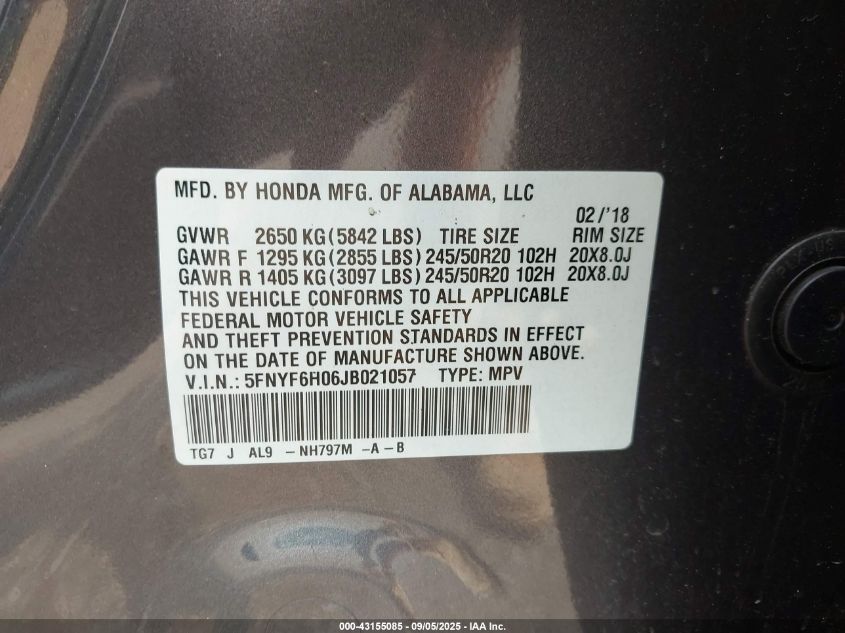 MFD. BY HONDA MFG. OF ALABAMA, LLC
02/'18
GVWR 2650 KG(5842 LBS) TIRE SIZE RIM SIZE
GAWR F 1295 KG(2855 LBS)245/50R20 102H 20X8.0J
GAWR R 1405 KG(3097 LBS)245/50R20 102H 20X8.0J
THIS VEHICLE CONFORMS TO ALL APPLICABLE
FEDERAL MOTOR VEHICLE SAFETY
AND THEFT PREVENTION STANDARDS IN EFFECT
ON THE DATE OF MANUFACTURE SHOWN ABOVE.
V.I.N.: 5FNYF6H06JB021057 TYPE: MPV
TG7 J AL9 -NH797M -A-B
000-43155085 - 09/05/2025 - IAA Inc.